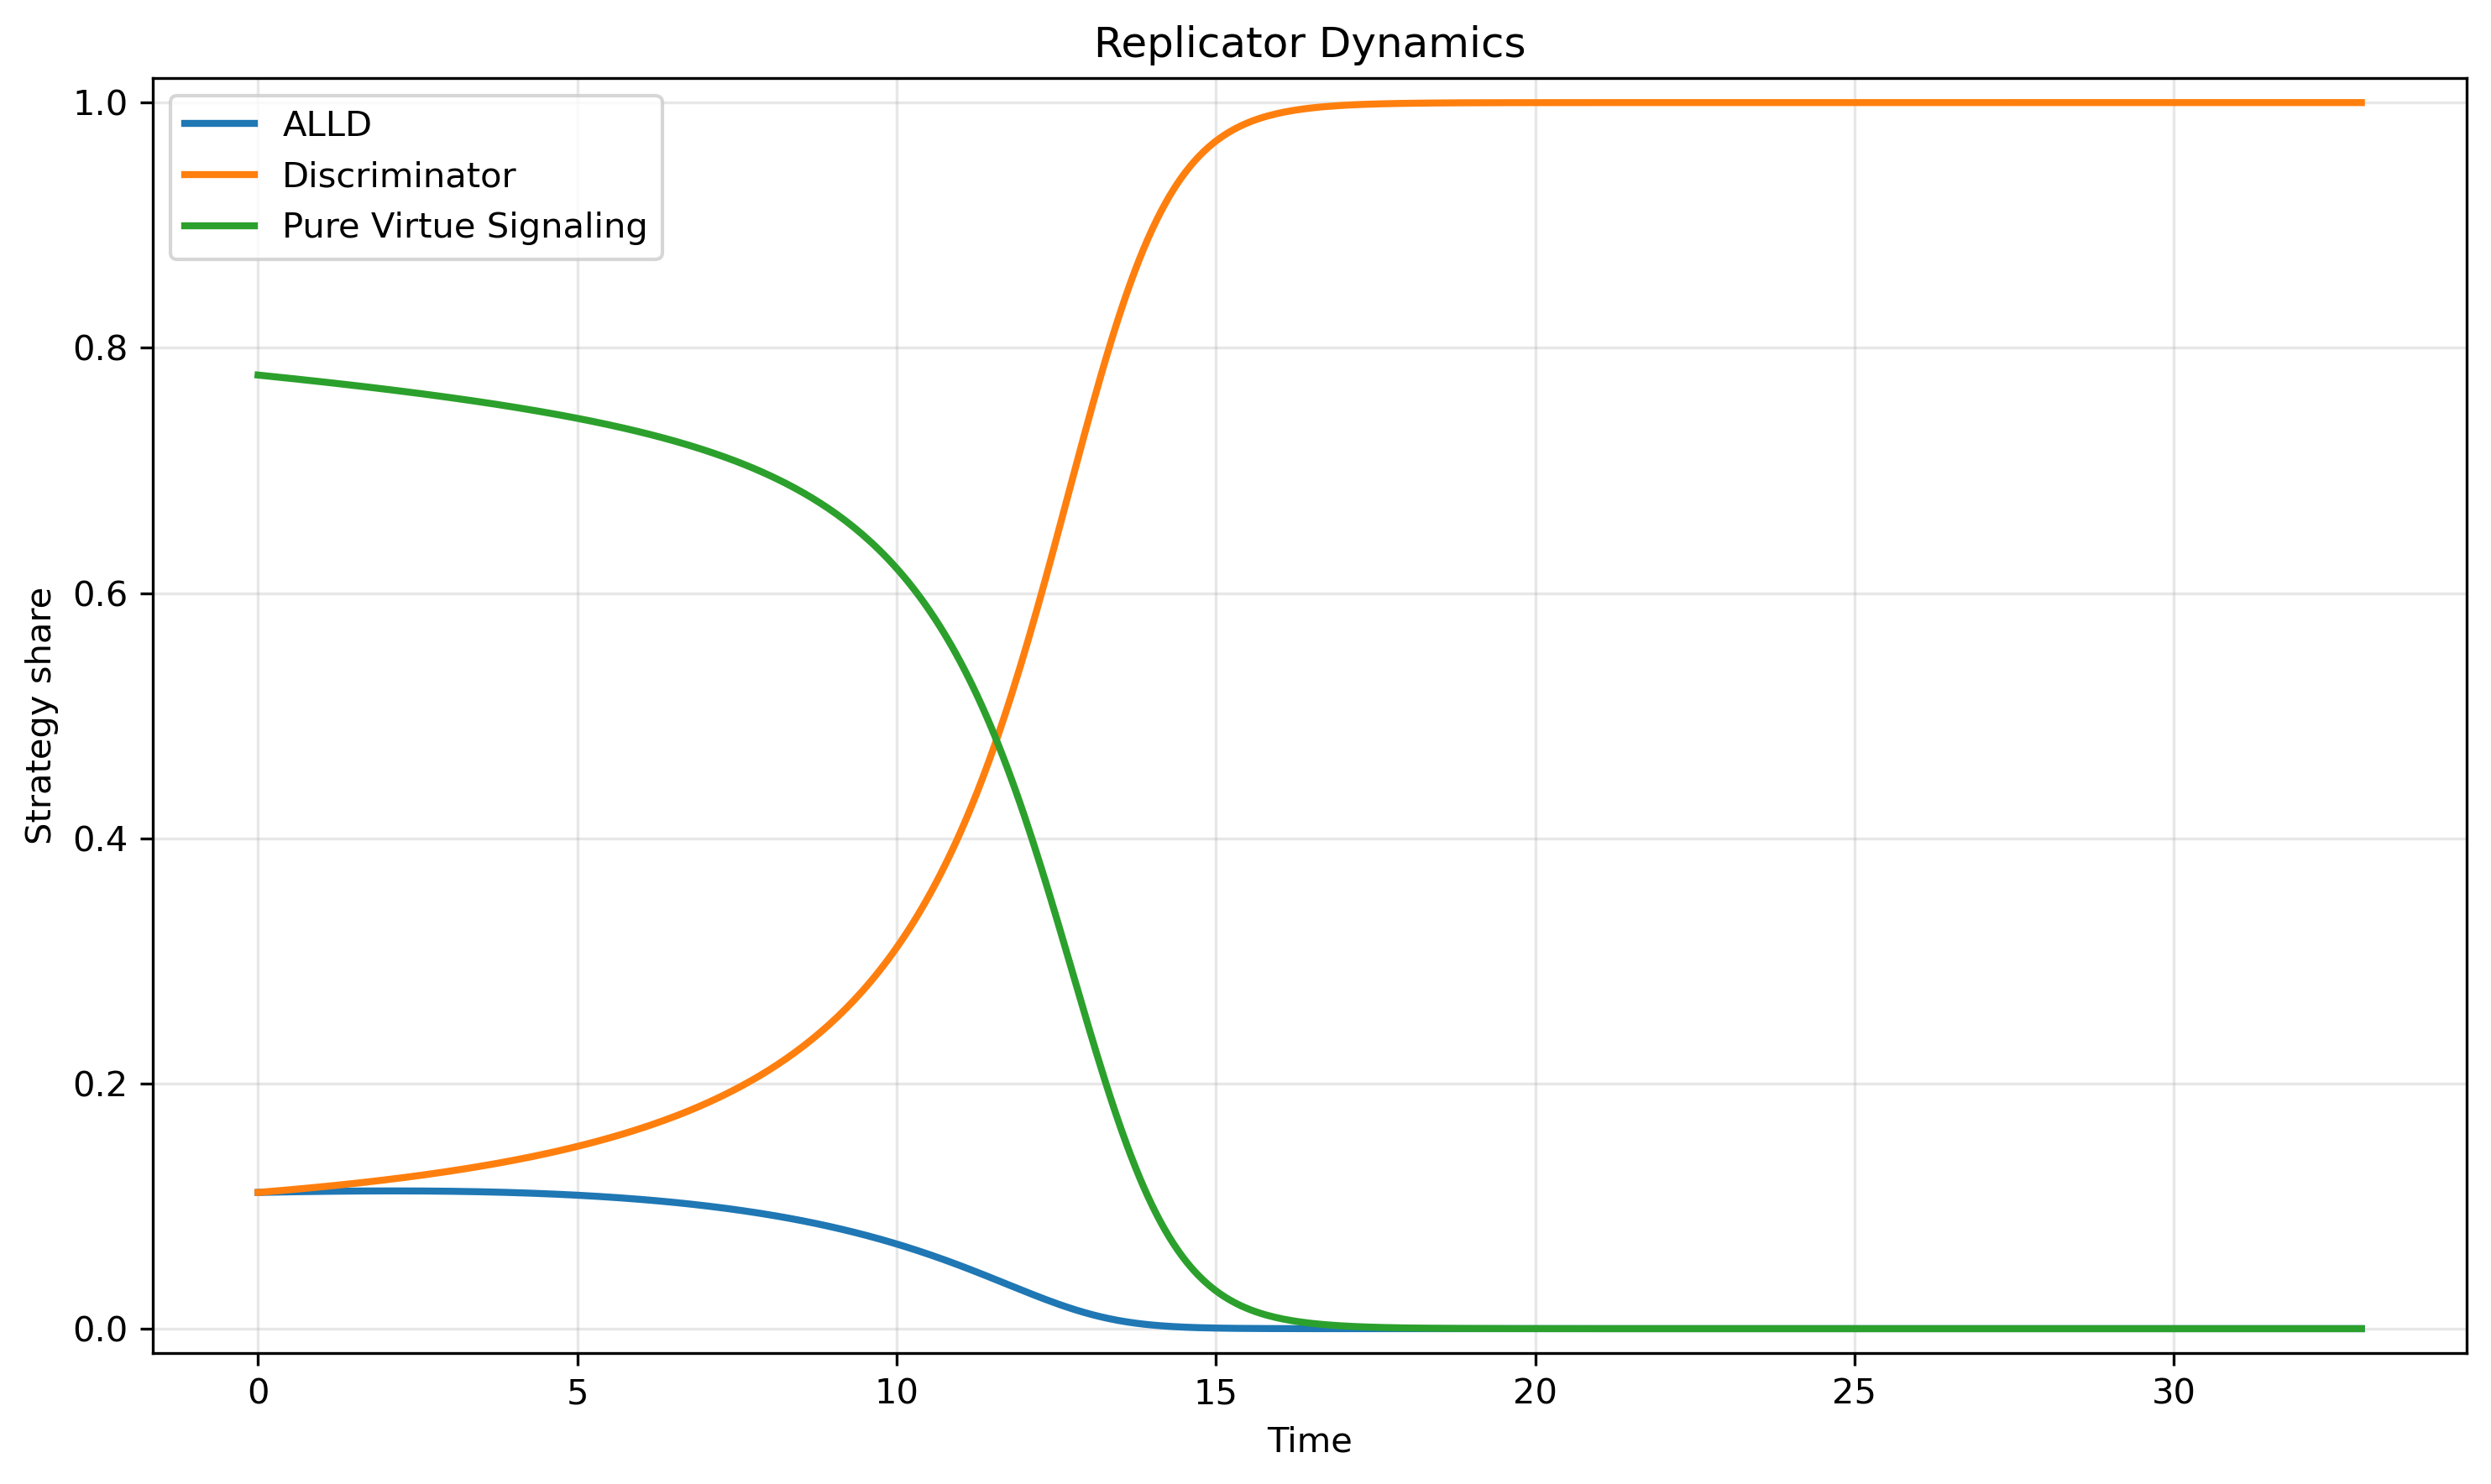 Replicator Dynamics
ALLD
Discriminator
Pure Virtue Signaling
Strategy share
1.0
0.8
0.6
0.4
0.2
0.0
0 5 10 15 20 25 30
Time